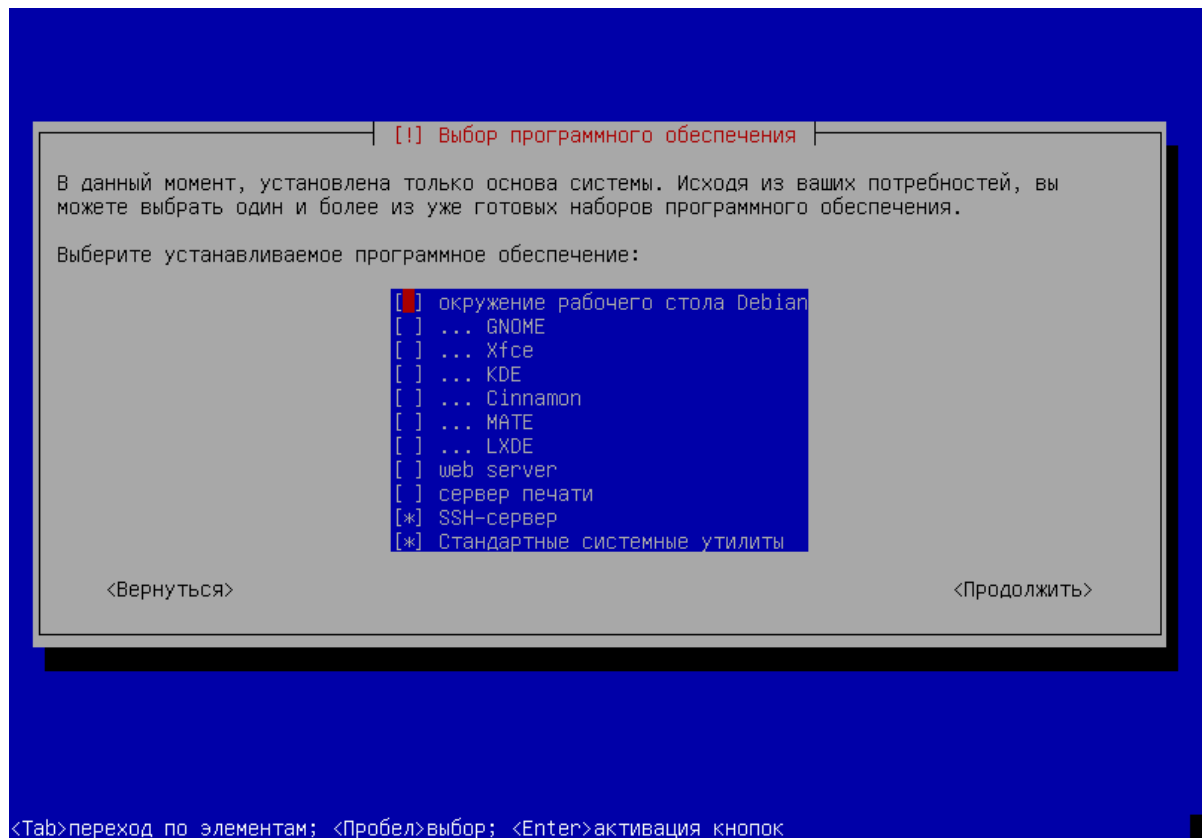 [!] Выбор программного обеспечения
В данный момент, установлена только основа системы. Исходя из ваших потребностей, вы
можете выбрать один и более из уже готовых наборов программного обеспечения.
Выберите устанавливаемое программное обеспечение:
[ ] окружение рабочего стола Debian
[ ] ... GNOME
[ ] ... Xfce
[ ] ... KDE
[ ] ... Cinnamon
[ ] ... MATE
[ ] ... LXDE
[ ] web server
[ ] сервер печати
[*] SSH-сервер
[*] Стандартные системные утилиты
<Вернуться> <Продолжить>
<Tab>переход по элементам; <Пробел>выбор; <Enter>активация кнопок